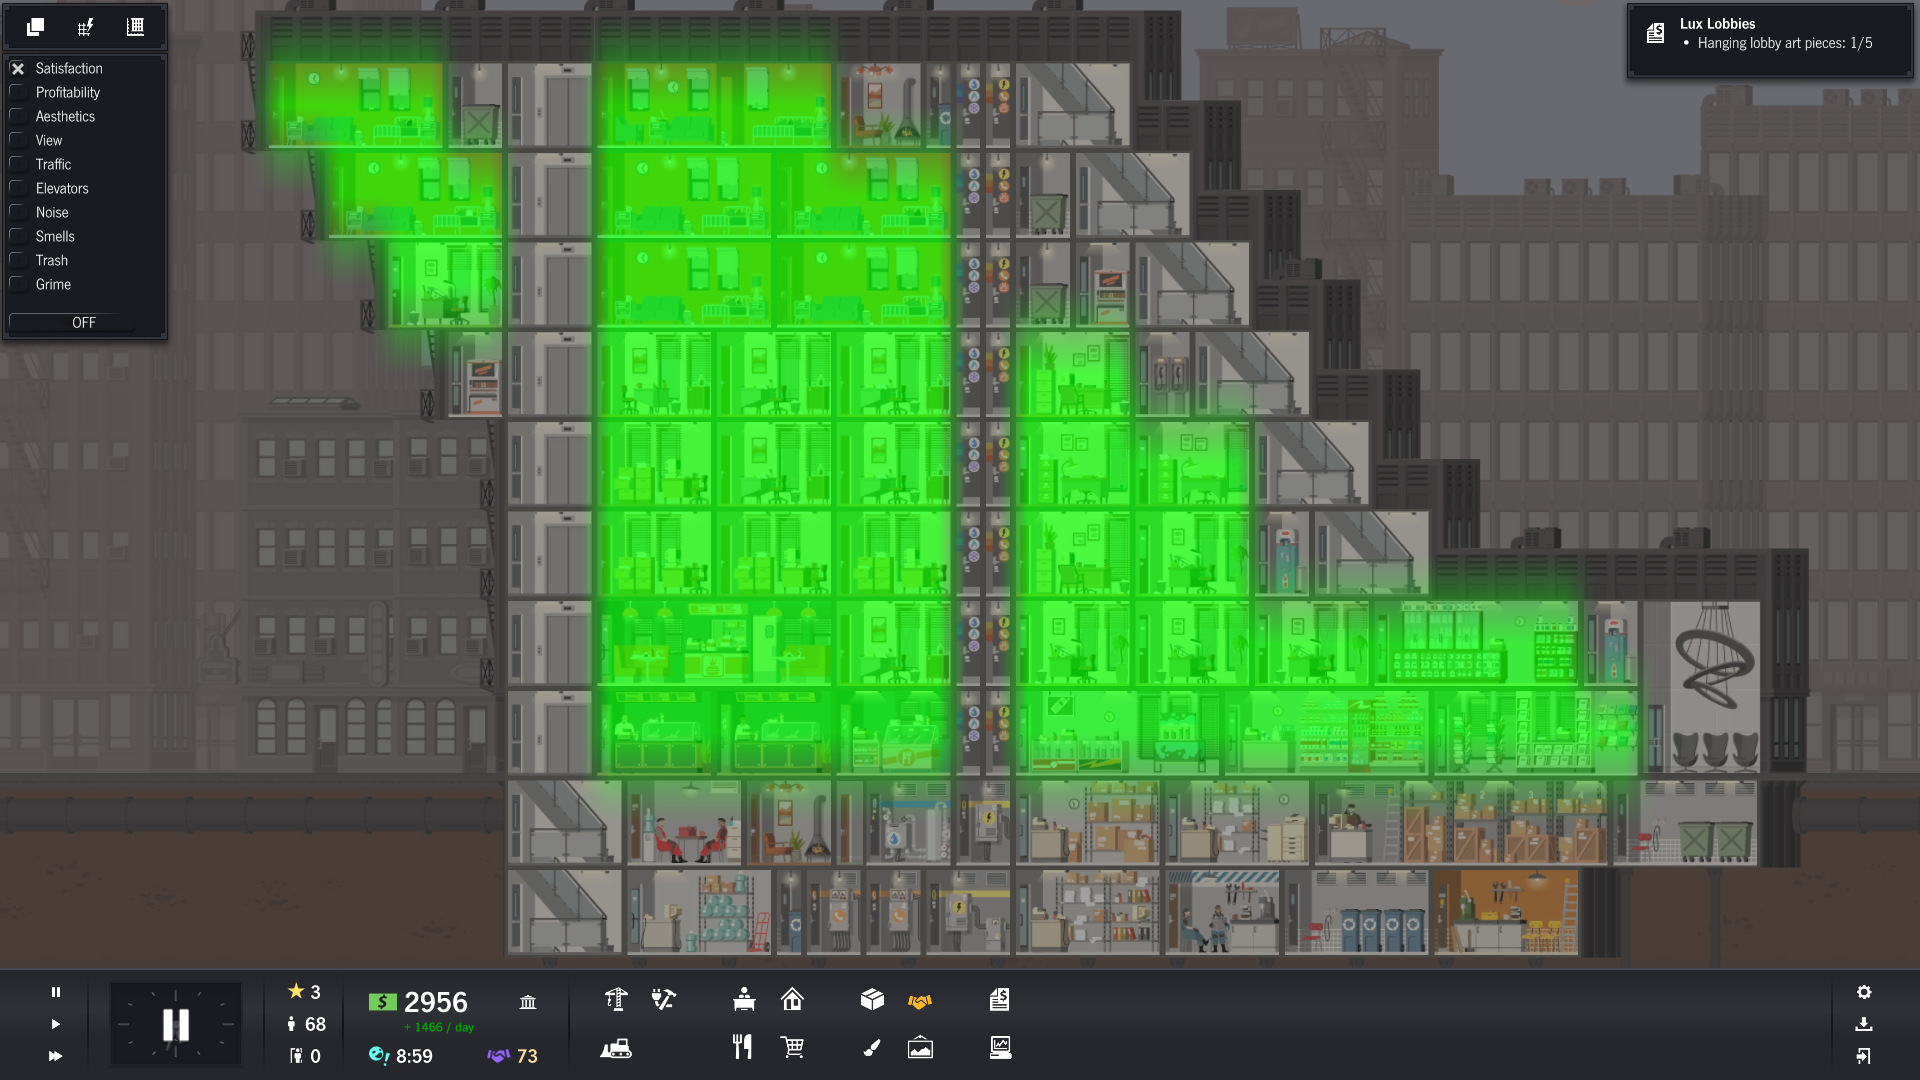 Satisfaction
Profitability
Aesthetics
View
Traffic
Elevators
Noise
Smells
Trash
Grime
OFF
Lux Lobbies
• Hanging lobby art pieces: 1/5
3
68
0
$ 2956
+ 1466 / day
8:59
73